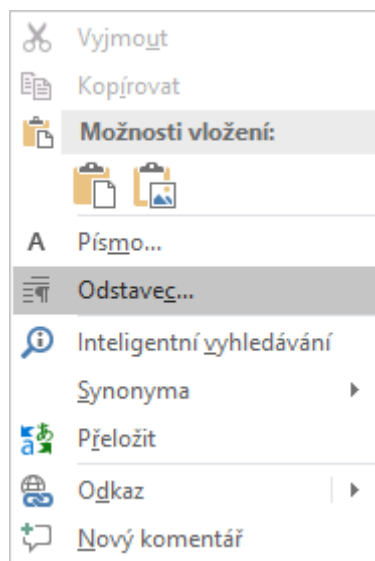 Vyjmout
Kopírovat
Možnosti vložení:
Písmo...
Odstavec...
Inteligentní vyhledávání
Synonyma
Přeložit
Odkaz
Nový komentář